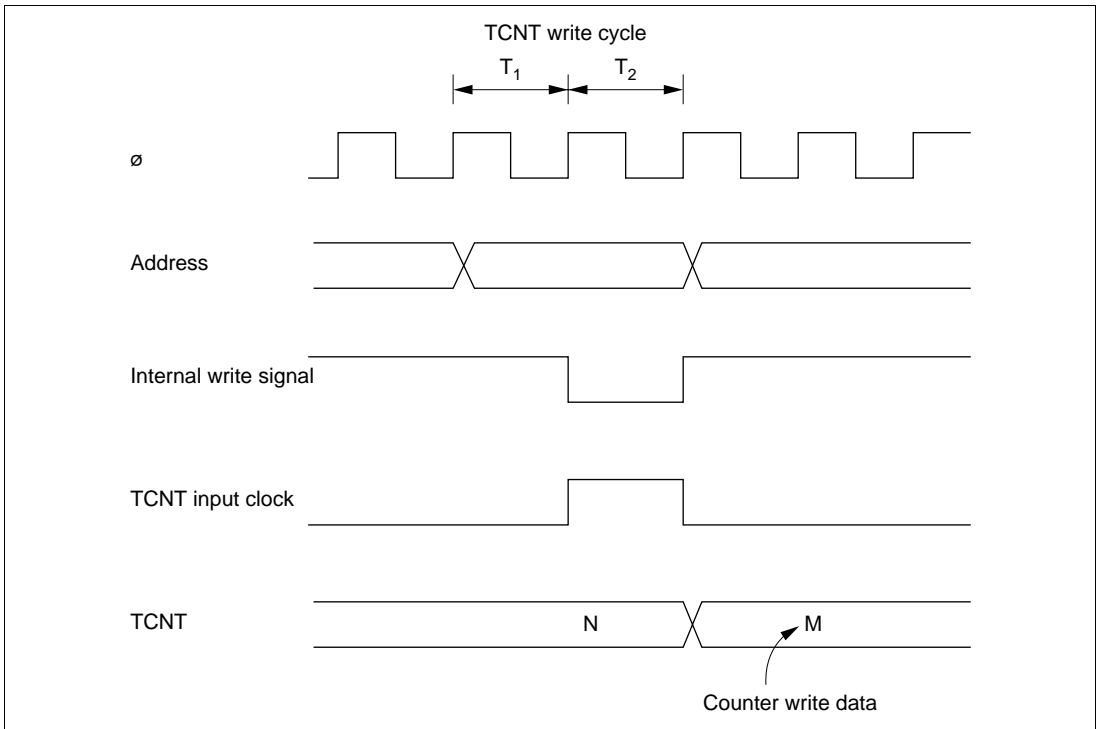 TCNT write cycle
T1 T2
ø
Address
Internal write signal
TCNT input clock
TCNT N M
Counter write data